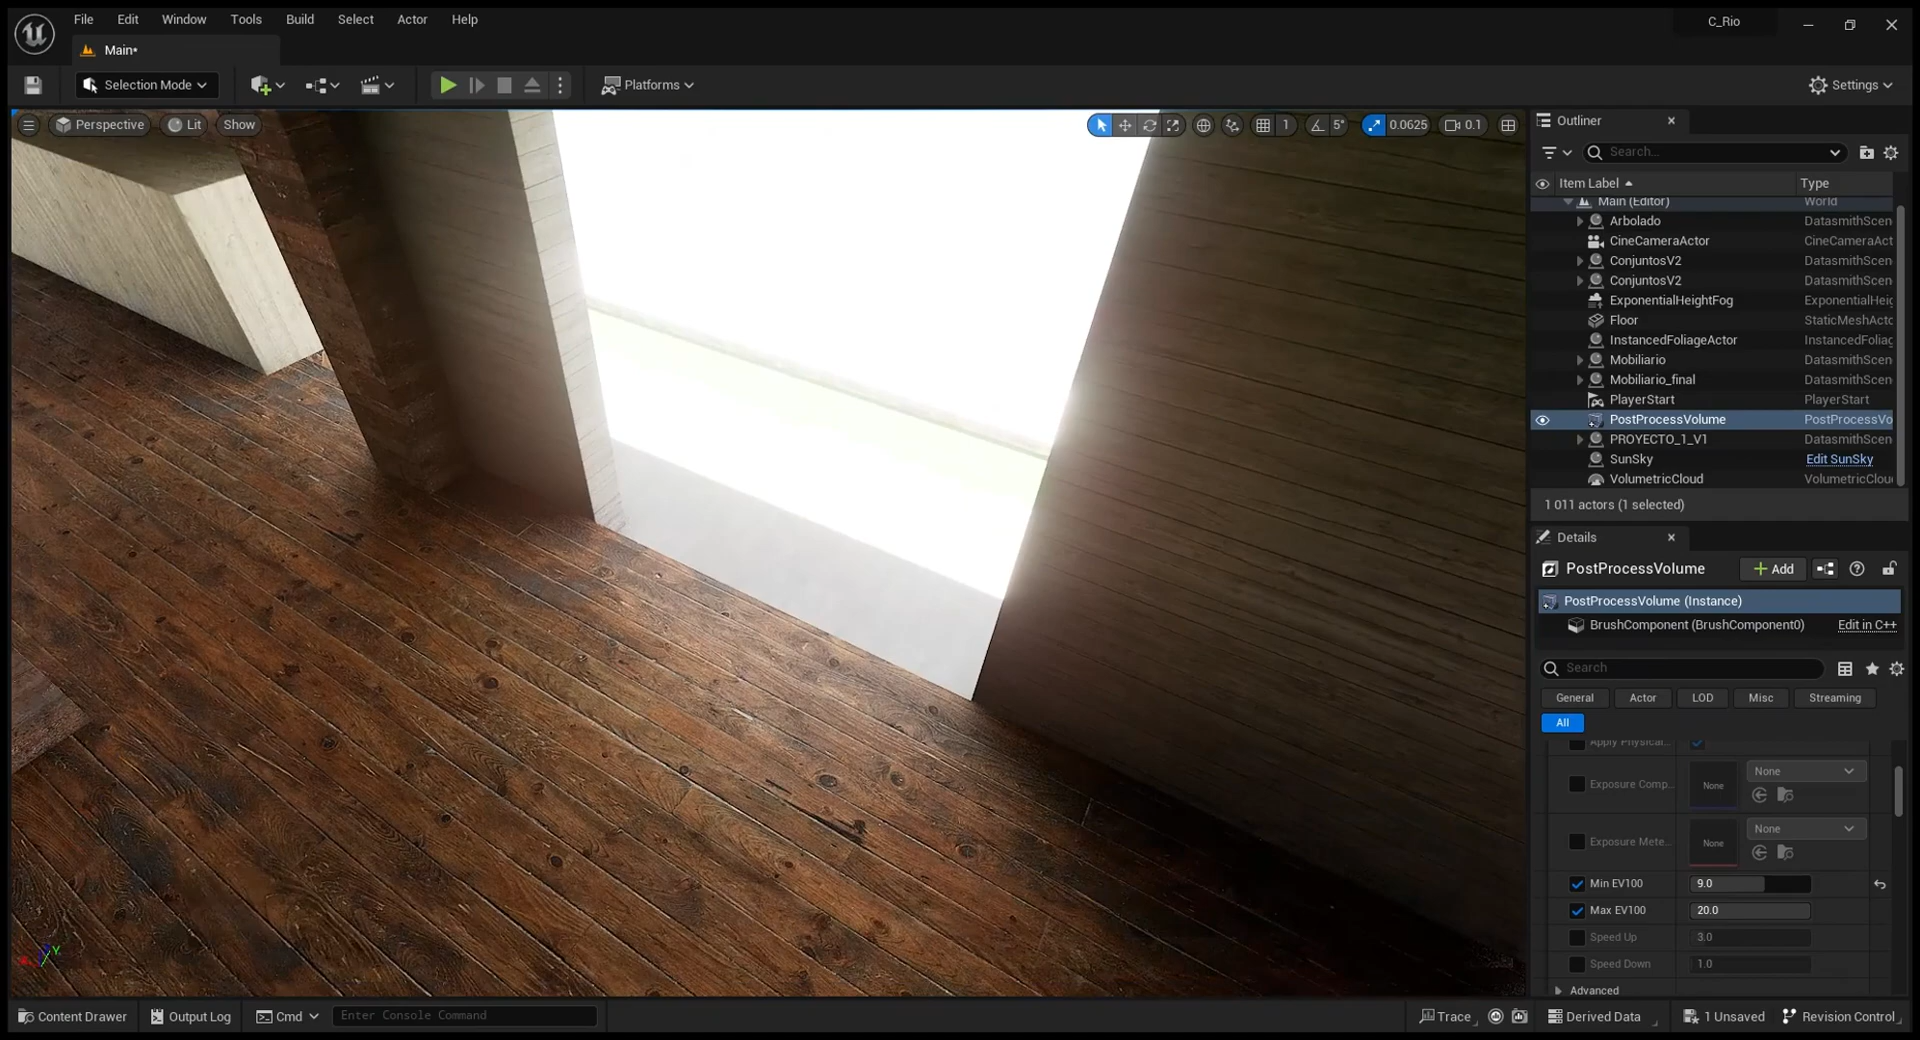 File Edit Window Tools Build Select Actor Help
C_Rio
Main•
Selection Mode
Platforms
Settings
Perspective Lit Show
1 5° 0.0625 0.1
Outliner
Search...
Item Label Type
Main (Editor) World
Arbolado DatasmithScen
CineCameraActor CineCameraAct
ConjuntosV2 DatasmithScen
ConjuntosV2 DatasmithScen
ExponentialHeightFog ExponentialHeig
Floor StaticMeshActo
InstancedFoliageActor InstancedFoliag
Mobiliario DatasmithScen
Mobiliario_final DatasmithScen
PlayerStart PlayerStart
PostProcessVolume PostProcessVo
PROYECTO_1_V1 DatasmithScen
SunSky Edit SunSky
VolumetricCloud VolumetricClou
1 011 actors (1 selected)
Details
PostProcessVolume + Add
PostProcessVolume (Instance)
BrushComponent (BrushComponent0) Edit in C++
Search
General Actor LOD Misc Streaming
All
Apply Physical...
Exposure Comp... None None
Exposure Mete... None None
Min EV100 9.0
Max EV100 20.0
Speed Up 3.0
Speed Down 1.0
Advanced
Z Y
Content Drawer Output Log Cmd Enter Console Command
Trace Derived Data 1 Unsaved Revision Control